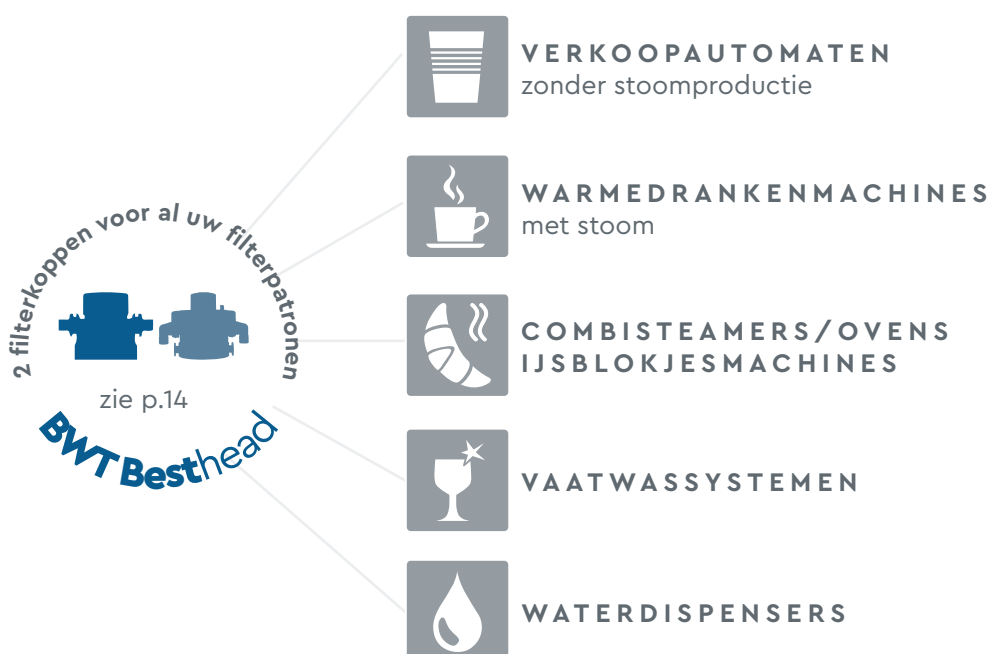 2 filterkoppen voor al uw filterpatronen
zie p.14
BWT Besthead
VERKOOPAUTOMATEN
zonder stoomproductie
WARMEDRANKENMACHINES
met stoom
COMBISTEAMERS/OVENS
IJSBLOKJESMACHINES
VAATWASSYSTEMEN
WATERDISPENSERS